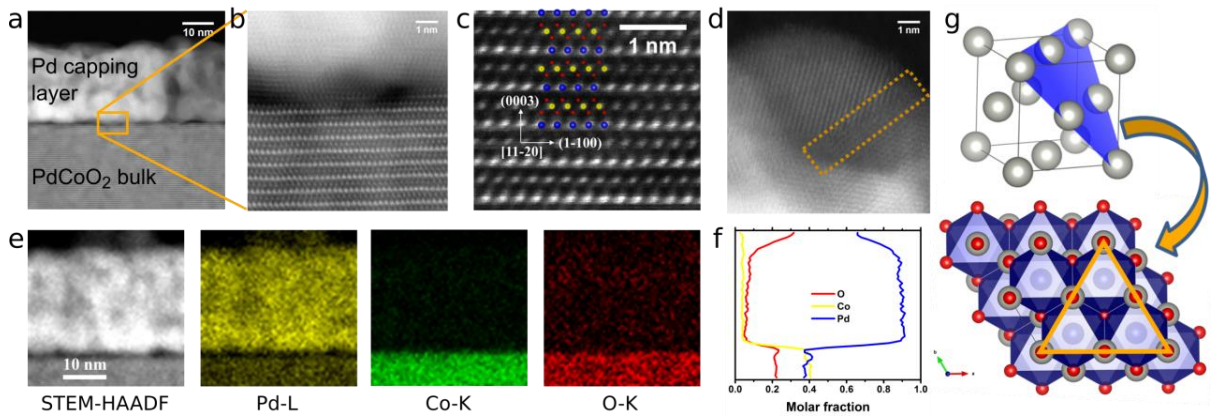 a
10 nm
Pd capping
layer
PdCoO2 bulk
b
1 nm
c
1 nm
(0003)
(1-100)
[11-20]
d
1 nm
g
e
10 nm
STEM-HAADF
Pd-L
Co-K
O-K
f
O
Co
Pd
0.0 0.2 0.4 0.6 0.8 1.0
Molar fraction